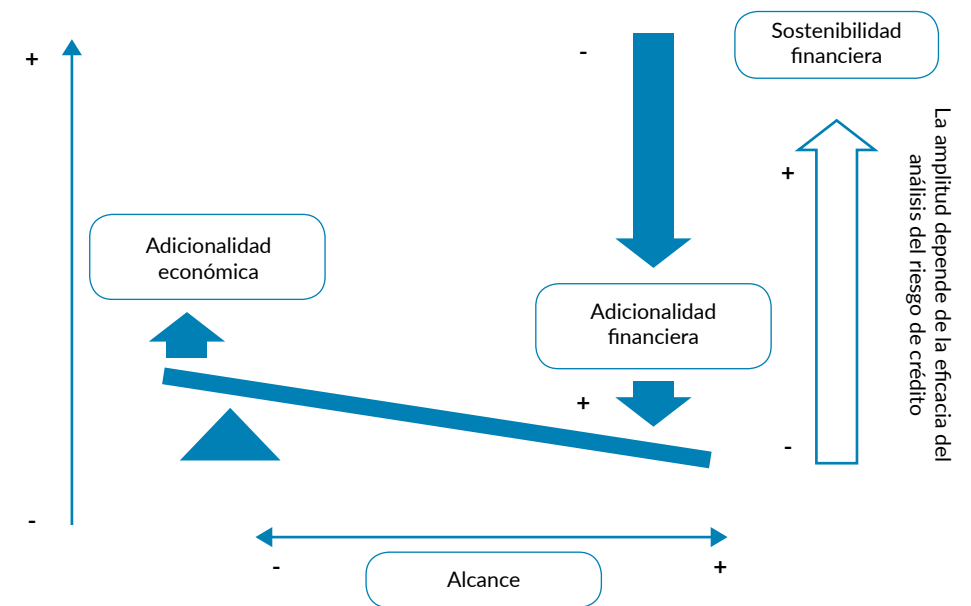 Sostenibilidad
financiera
+
-
+
La amplitud depende de la eficacia del
análisis del riesgo de crédito
Adicionalidad
económica
Adicionalidad
financiera
+
-
-
-
+
Alcance